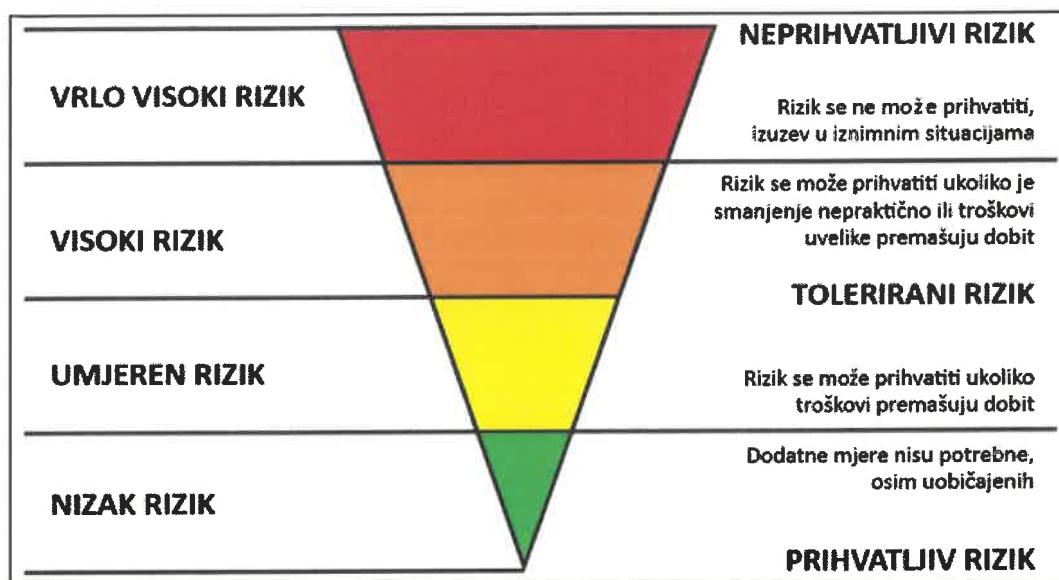 NEPRIHVATLJIVI RIZIK
VRLO VISOKI RIZIK
Rizik se ne može prihvatiti,
izuzev u iznimnim situacijama
Rizik se može prihvatiti ukoliko je
smanjenje nepraktično ili troškovi
uvelike premašuju dobit
VISOKI RIZIK
TOLERIRANI RIZIK
UMJEREN RIZIK
Rizik se može prihvatiti ukoliko
troškovi premašuju dobit
Dodatne mjere nisu potrebne,
osim uobičajenih
NIZAK RIZIK
PRIHVATLJIV RIZIK